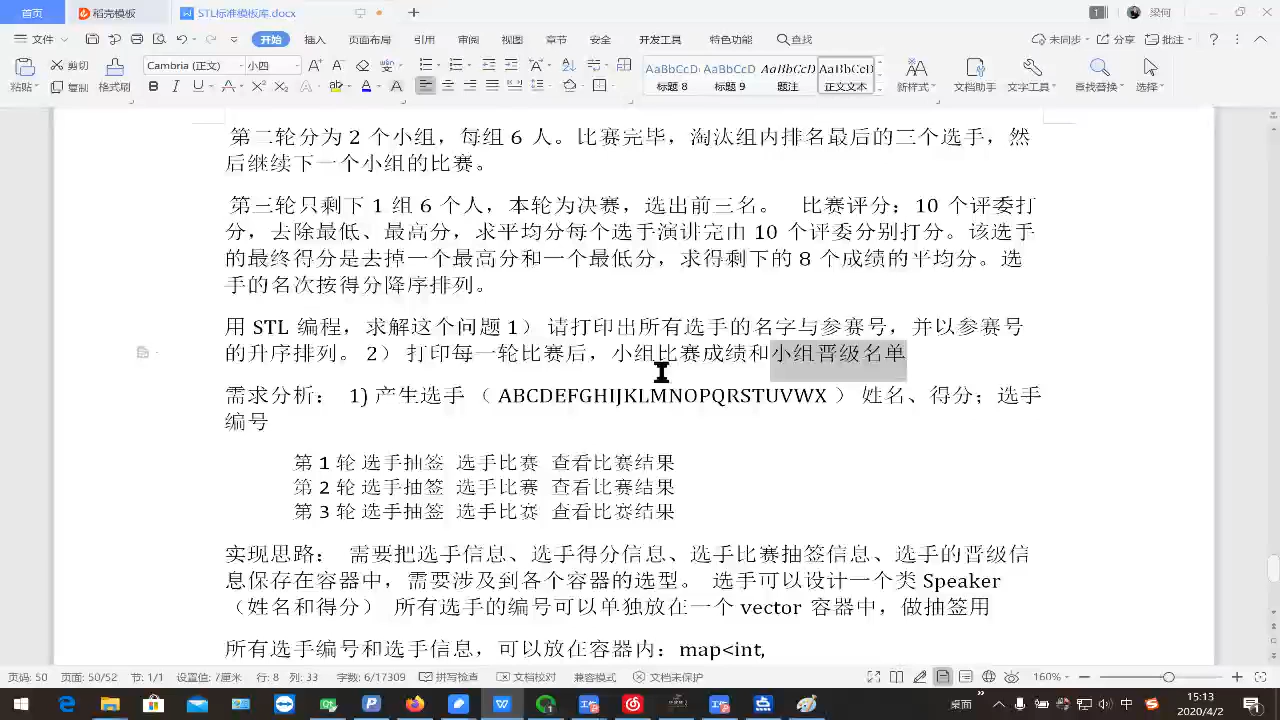 首页 稻壳模板 STL标准模板库.docx + 1 梁何
文件 开始 插入 页面布局 引用 审阅 视图 章节 安全 开发工具 特色功能 查找 未同步 分享 批注
粘贴 剪切 复制 格式刷 Cambria (正文) 小四 AaBbCcD 标题 8 AaBbCcD 标题 9 AaBbCcD 题注 AaBbCcD 正文文本 新样式 文档助手 文字工具 查找替换 选择
第二轮分为 2 个小组，每组 6 人。比赛完毕，淘汰组内排名最后的三个选手，然
后继续下一个小组的比赛。
第三轮只剩下 1 组 6 个人，本轮为决赛，选出前三名。 比赛评分：10 个评委打
分，去除最低、最高分，求平均分每个选手演讲完由 10 个评委分别打分。该选手
的最终得分是去掉一个最高分和一个最低分，求得剩下的 8 个成绩的平均分。选
手的名次按得分降序排列。
用 STL 编程，求解这个问题 1） 请打印出所有选手的名字与参赛号，并以参赛号
的升序排列。 2） 打印每一轮比赛后，小组比赛成绩和小组晋级名单
需求分析： 1) 产生选手 （ ABCDEFGHIJKLMNOPQRSTUVWX ） 姓名、得分；选手
编号
第 1 轮 选手抽签 选手比赛 查看比赛结果
第 2 轮 选手抽签 选手比赛 查看比赛结果
第 3 轮 选手抽签 选手比赛 查看比赛结果
实现思路： 需要把选手信息、选手得分信息、选手比赛抽签信息、选手的晋级信
息保存在容器中，需要涉及到各个容器的选型。 选手可以设计一个类 Speaker
（姓名和得分） 所有选手的编号可以单独放在一个 vector 容器中，做抽签用
所有选手编号和选手信息，可以放在容器内：map<int,
页码: 50 页面: 50/52 节: 1/1 设置值: 7厘米 行: 8 列: 33 字数: 6/17309 拼写检查 文档校对 兼容模式 文档未保护 160%
桌面 中 15:13
2020/4/2